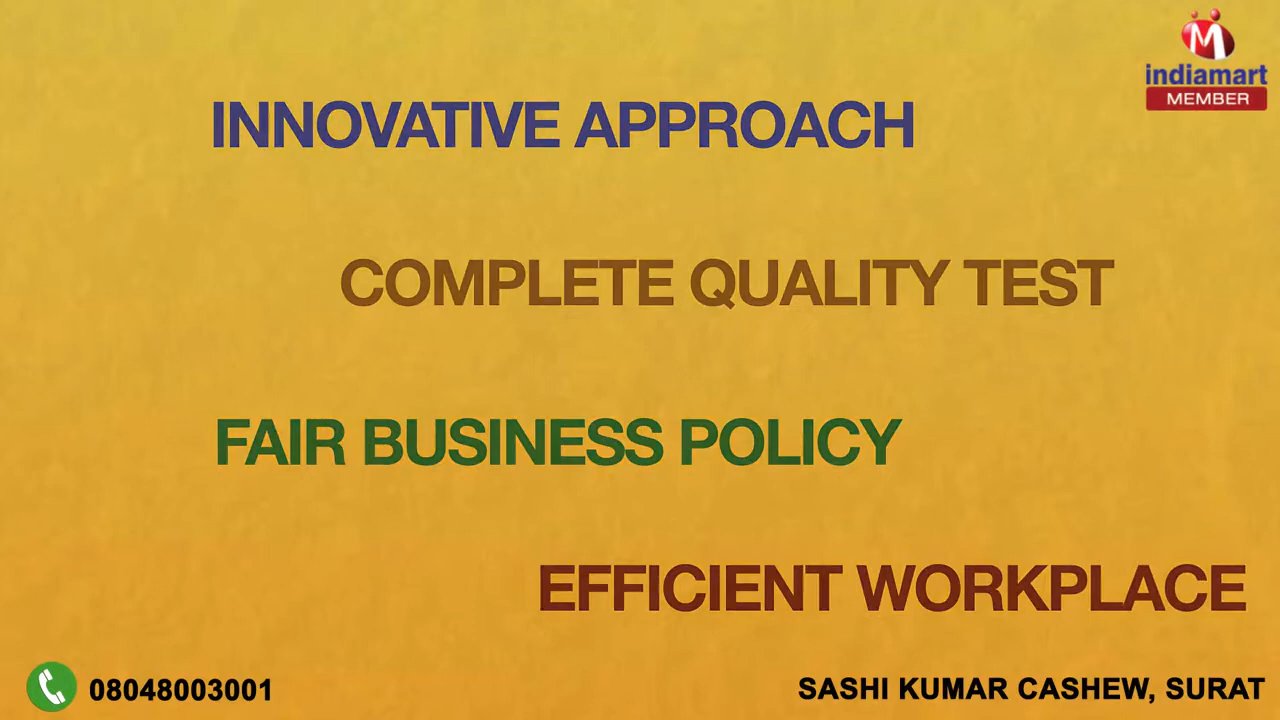 indiamart
MEMBER
INNOVATIVE APPROACH
COMPLETE QUALITY TEST
FAIR BUSINESS POLICY
EFFICIENT WORKPLACE
08048003001
SASHI KUMAR CASHEW, SURAT